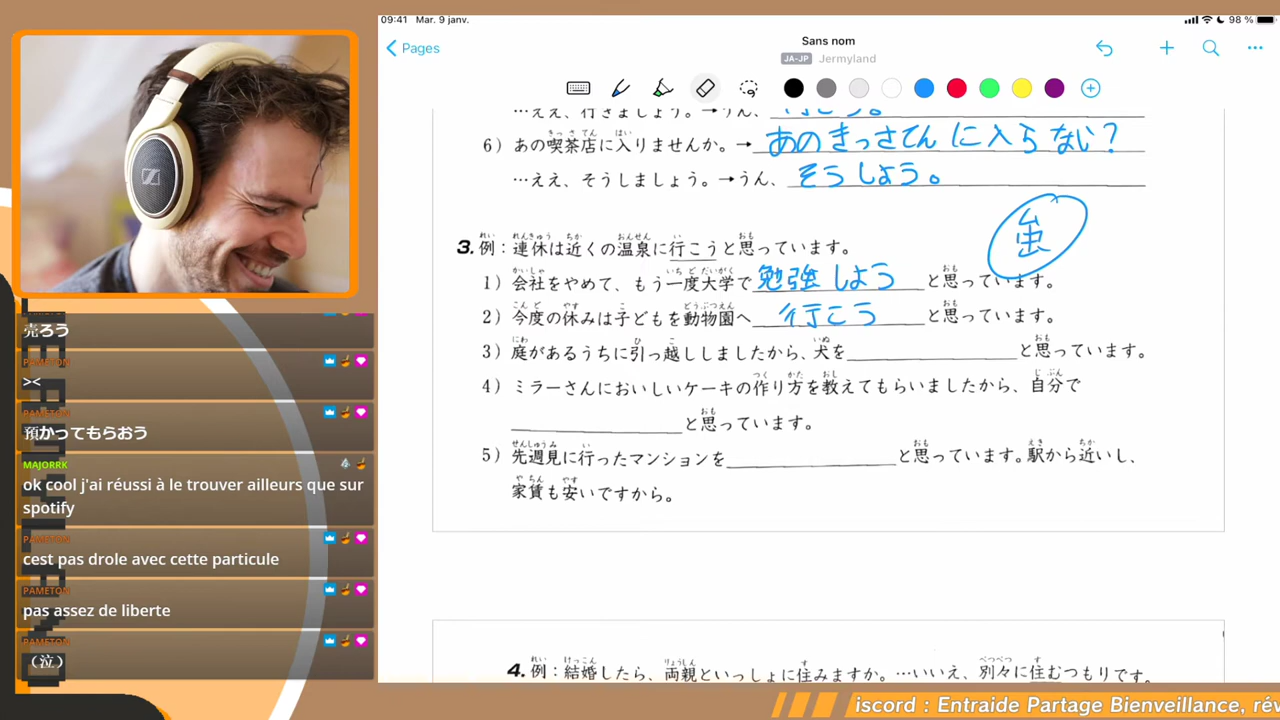 09:41 Mar. 9 janv.
98 %
Pages
Sans nom
JA-JP Jermyland
…ええ、行きましょう。→うん、行こう。
6）あの喫茶店に入りませんか。→ あのきっさてんに入らない？
…ええ、そうしましょう。→うん、そうしよう。
3. 例：連休は近くの温泉に行こうと思っています。
1）会社をやめて、もう一度大学で 勉強しよう と思っています。
2）今度の休みは子どもを動物園へ 行こう と思っています。
3）庭があるうちに引っ越ししましたから、犬を と思っています。
4）ミラーさんにおいしいケーキの作り方を教えてもらいましたから、自分で
と思っています。
5）先週見に行ったマンションを と思っています。駅から近いし、
家賃も安いですから。
4. 例：結婚したら、両親といっしょに住みますか。…いいえ、別々に住むつもりです。
売ろう
PAMETON
><
PAMETON
預かってもらおう
MAJORRK
ok cool j'ai réussi à le trouver ailleurs que sur
spotify
PAMETON
cest pas drole avec cette particule
PAMETON
pas assez de liberte
PAMETON
（泣）
iscord : Entraide Partage Bienveillance, rév